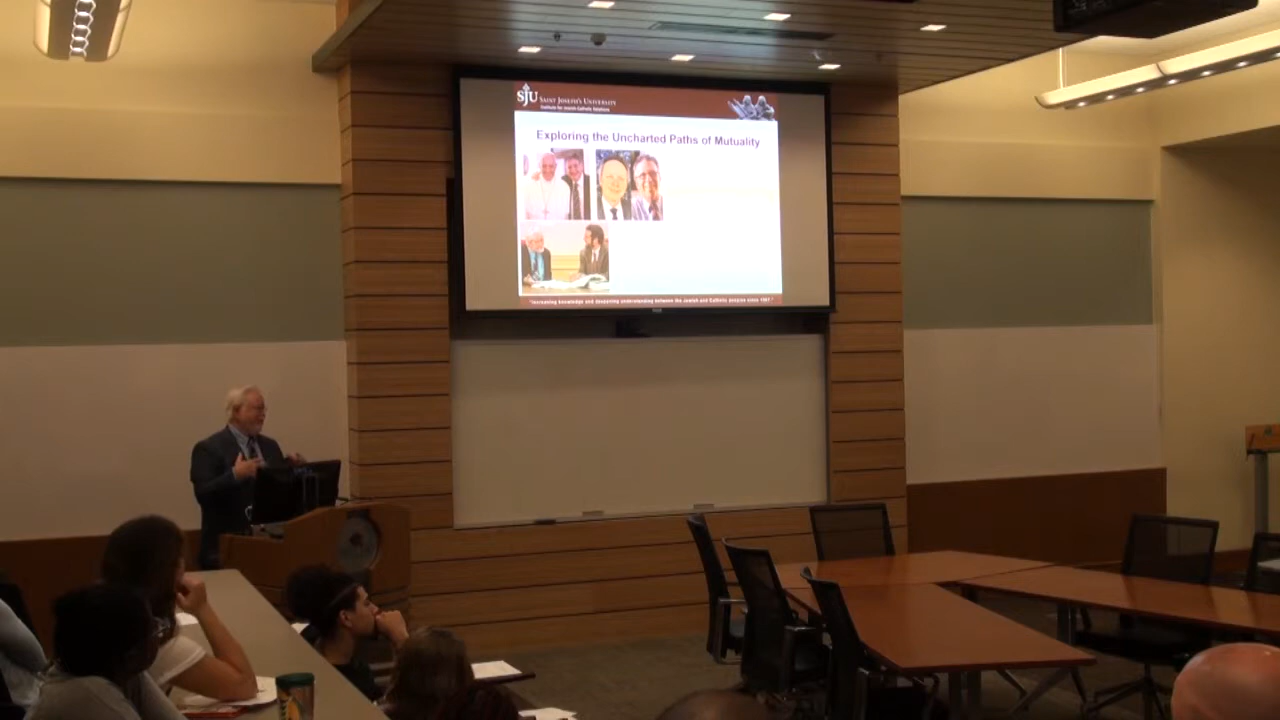 SJU SAINT JOSEPH'S UNIVERSITY
Institute for Jewish-Catholic Relations
Exploring the Uncharted Paths of Mutuality
"Increasing knowledge and deepening understanding between the Jewish and Catholic peoples since 1967."